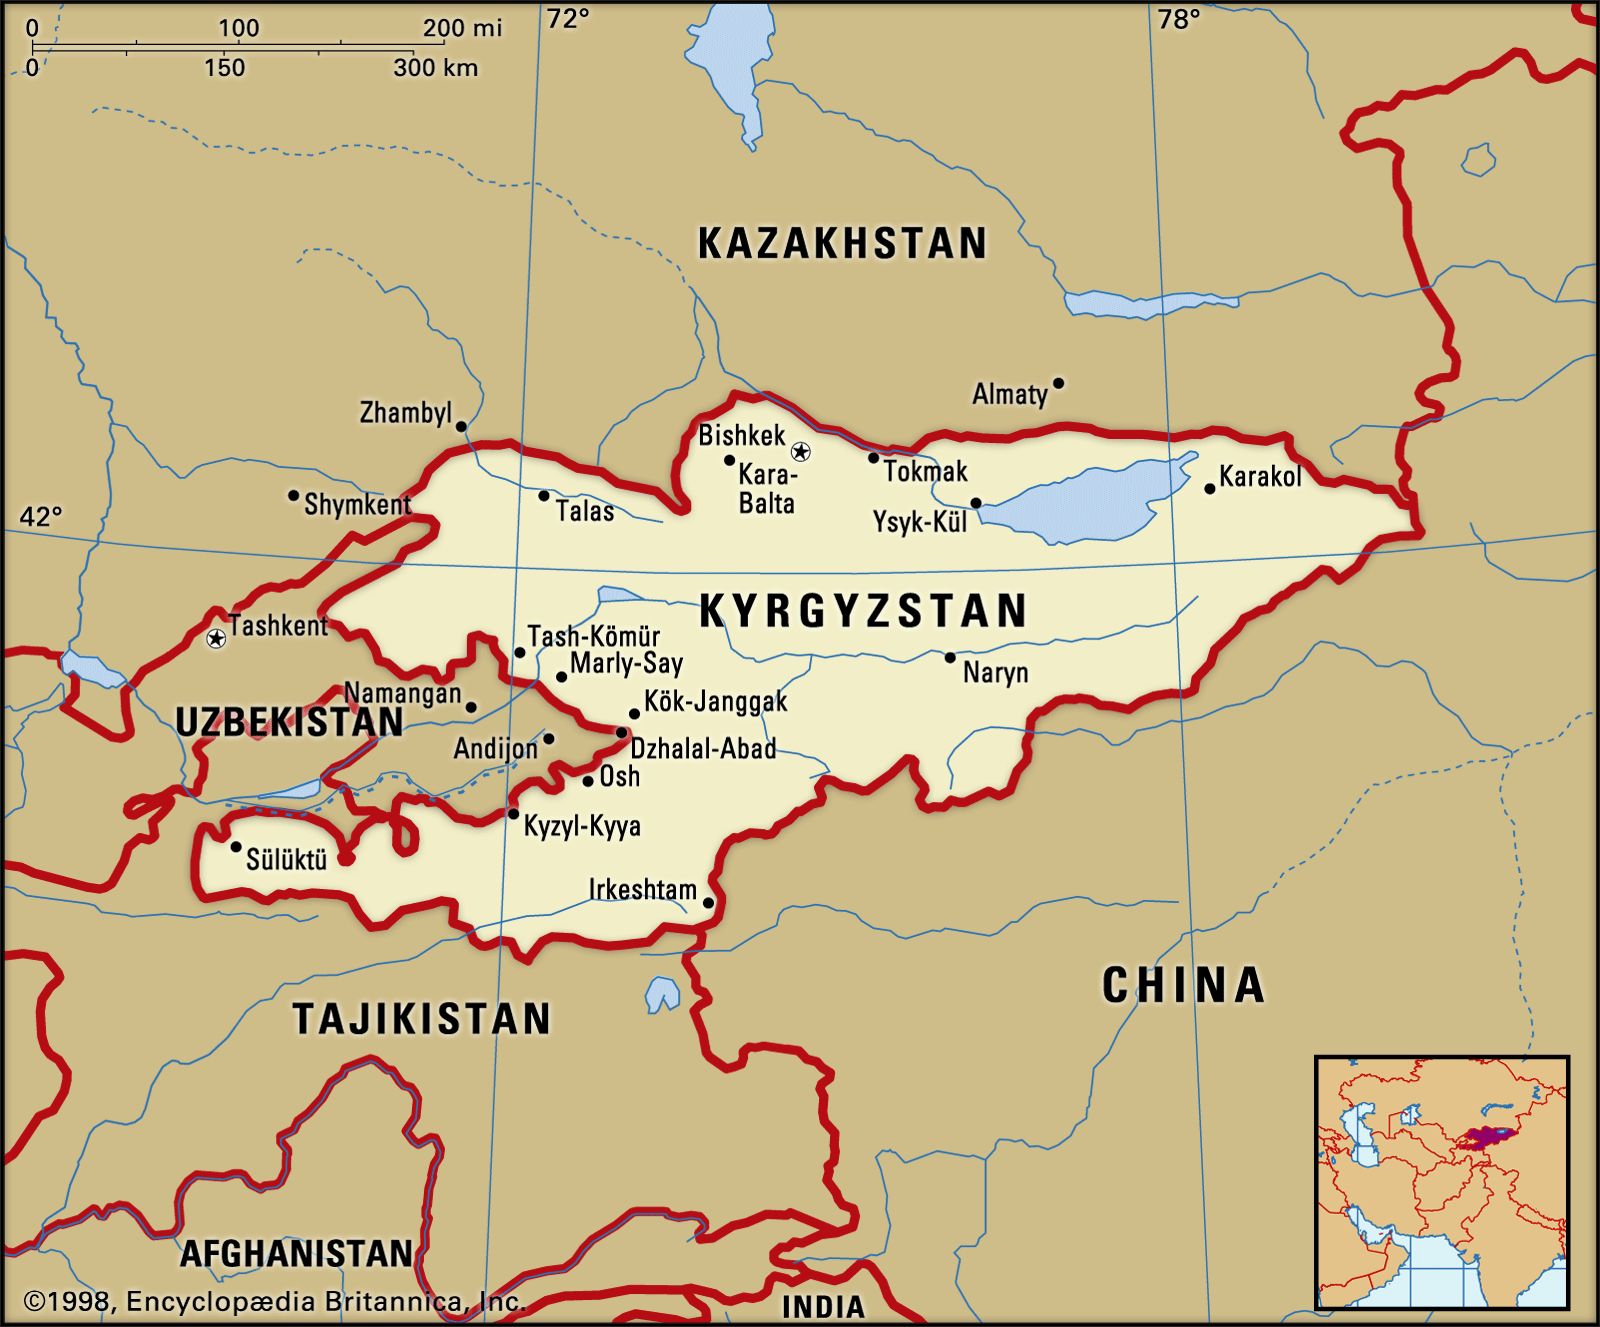 0 100 200 mi
0 150 300 km
72°
78°
KAZAKHSTAN
Almaty
Zhambyl
Bishkek
Kara-
Balta
Tokmak
Karakol
Shymkent
Talas
Ysyk-Kül
42°
KYRGYZSTAN
Tashkent
Tash-Kömür
Marly-Say
Naryn
Namangan
Kök-Janggak
UZBEKISTAN
Andijon
Dzhalal-Abad
Osh
Kyzyl-Kyya
Sülüktü
Irkeshtam
CHINA
TAJIKISTAN
AFGHANISTAN
©1998, Encyclopædia Britannica, Inc.
INDIA